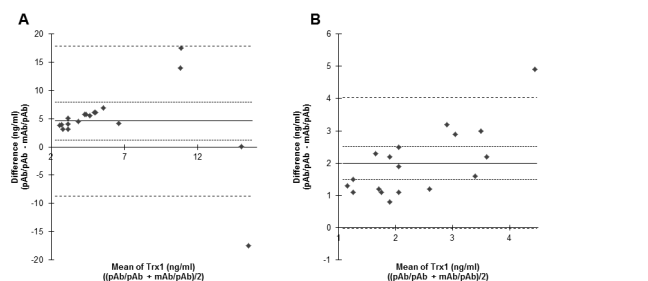 A
20
15
10
5
0
-5
-10
-15
-20
2
7
12
Difference (ng/ml)
(pAb/pAb - mAb/pAb)
Mean of Trx1 (ng/ml)
((pAb/pAb + mAb/pAb)/2)
B
6
5
4
3
2
1
0
-1
1
2
3
4
Difference (ng/ml)
(pAb/pAb - mAb/pAb)
Mean of Trx1 (ng/ml)
((pAb/pAb + mAb/pAb)/2)